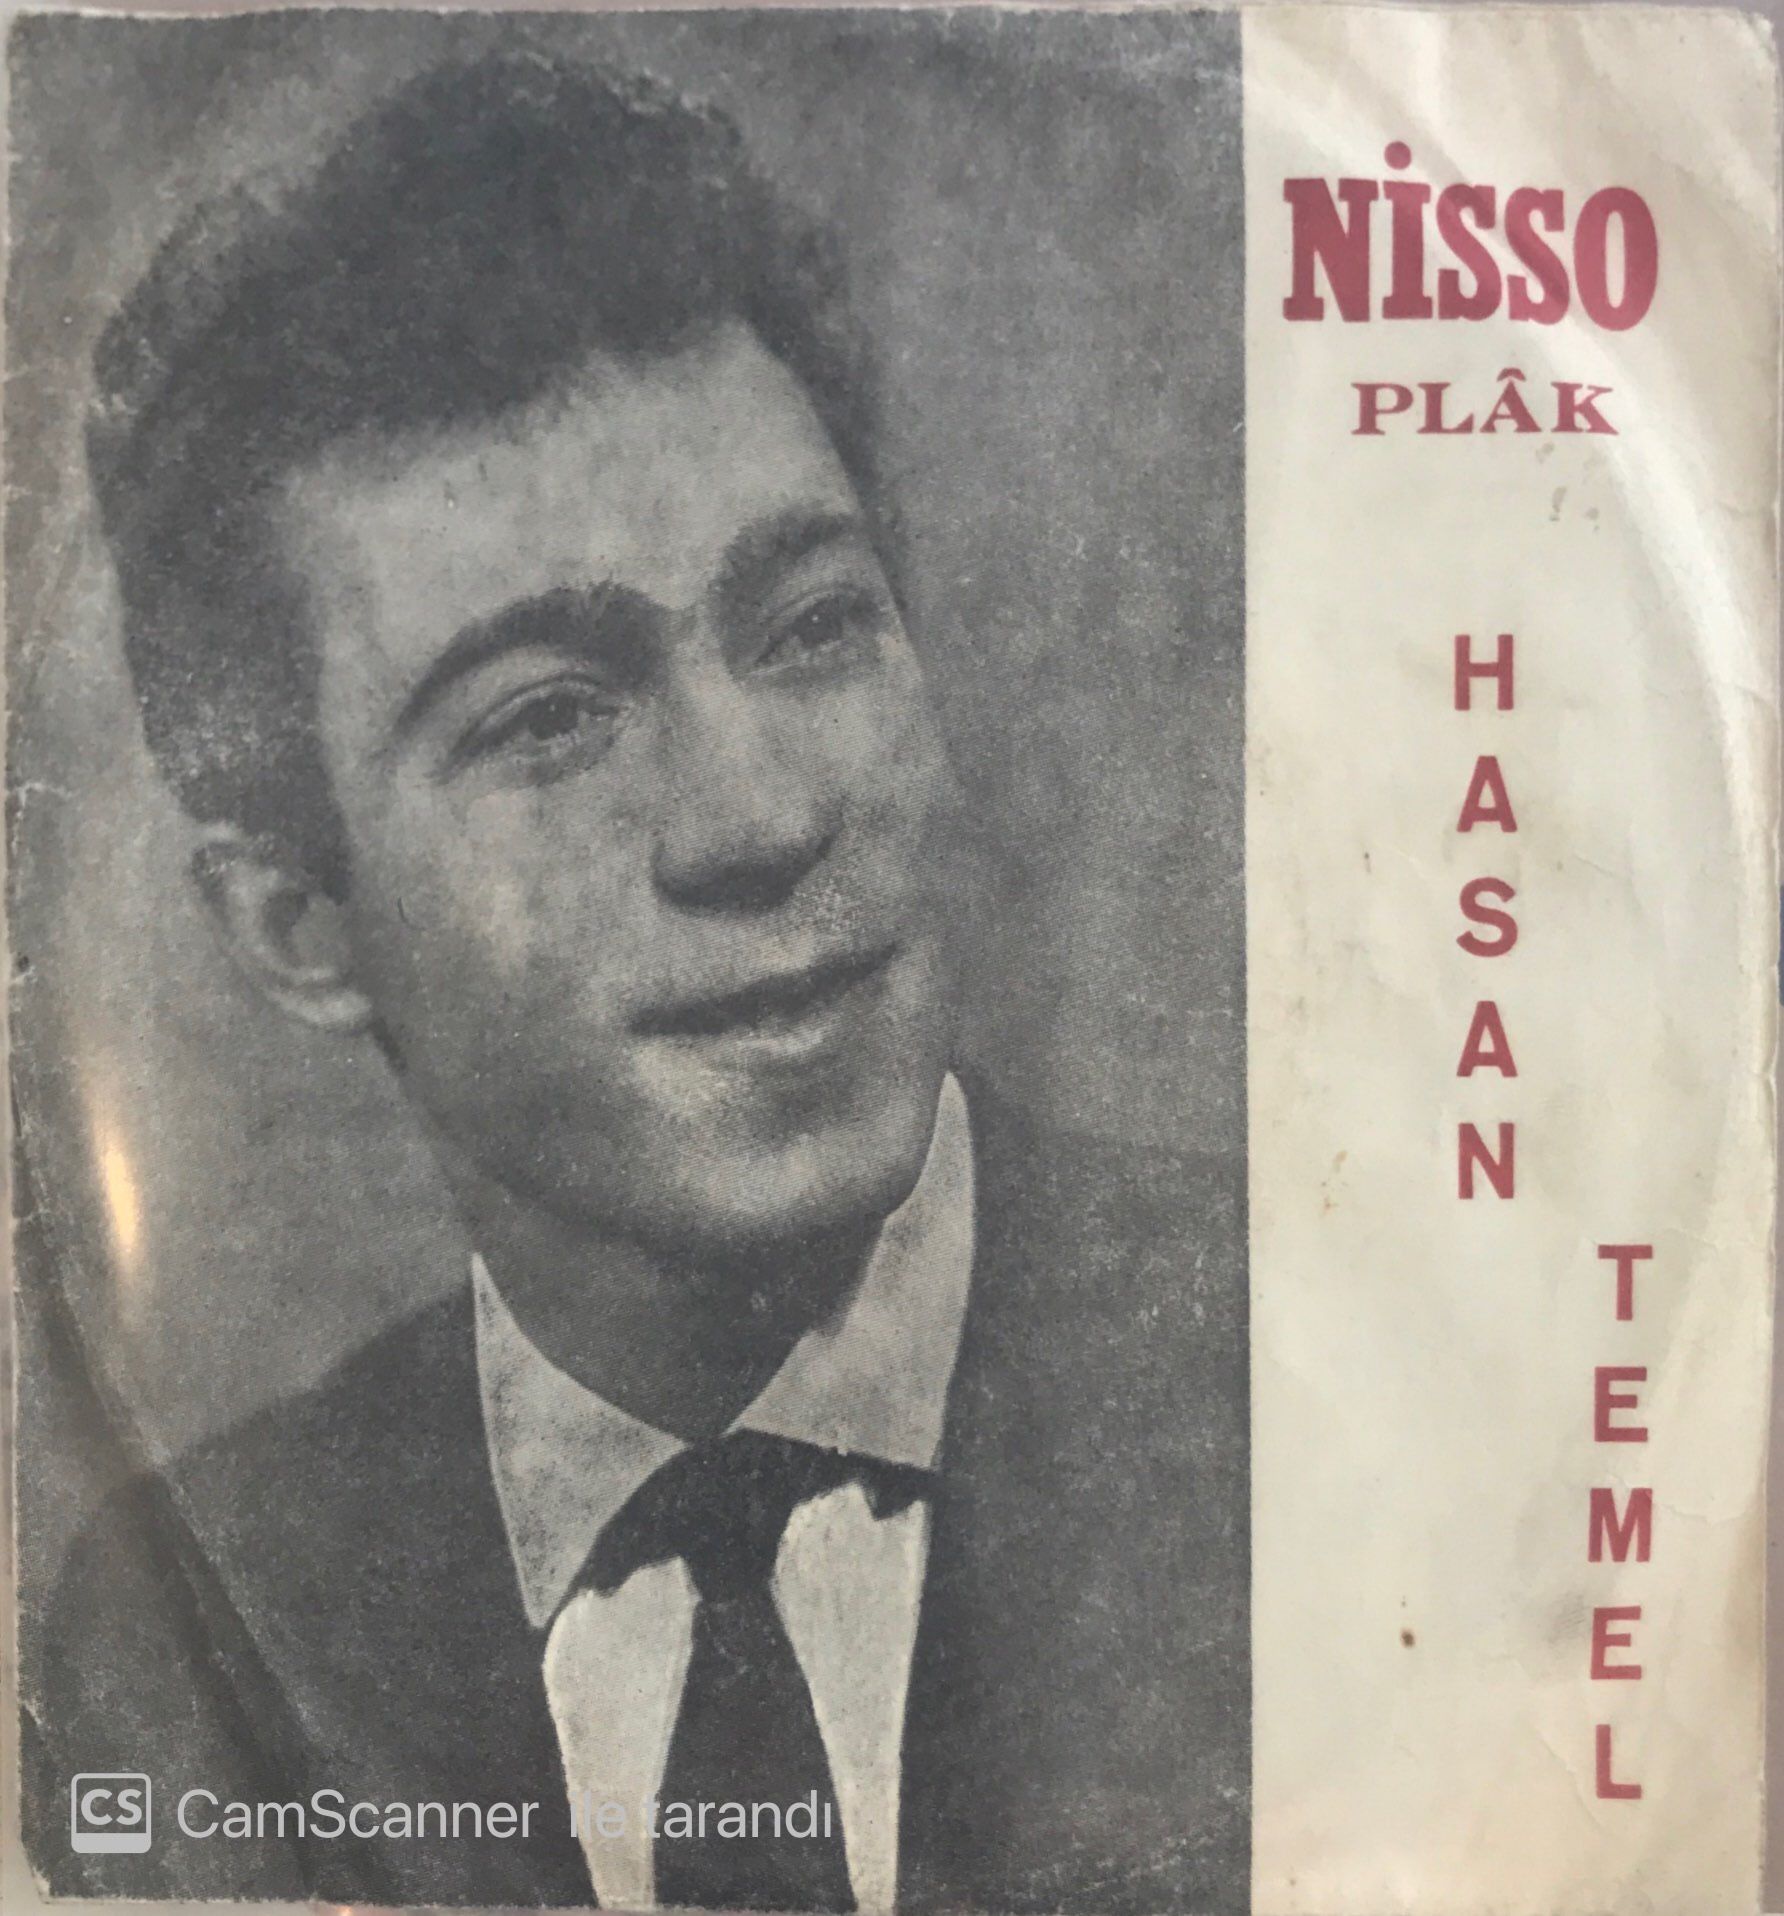 NİSSO
PLÂK
HASAN
TEMEL
CS CamScanner ile tarandı